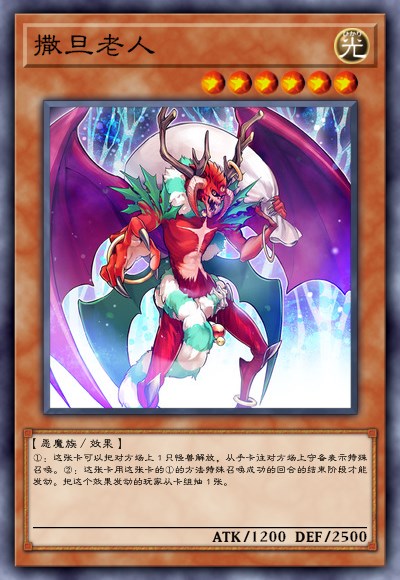 撒旦老人
光
【恶魔族／效果】
①：这张卡可以把对方场上1只怪兽解放，从手卡往对方场上守备表示特殊
召唤。②：这张卡用这张卡的①的方法特殊召唤成功的回合的结束阶段才能
发动。把这个效果发动的玩家从卡组抽1张。
ATK/1200 DEF/2500